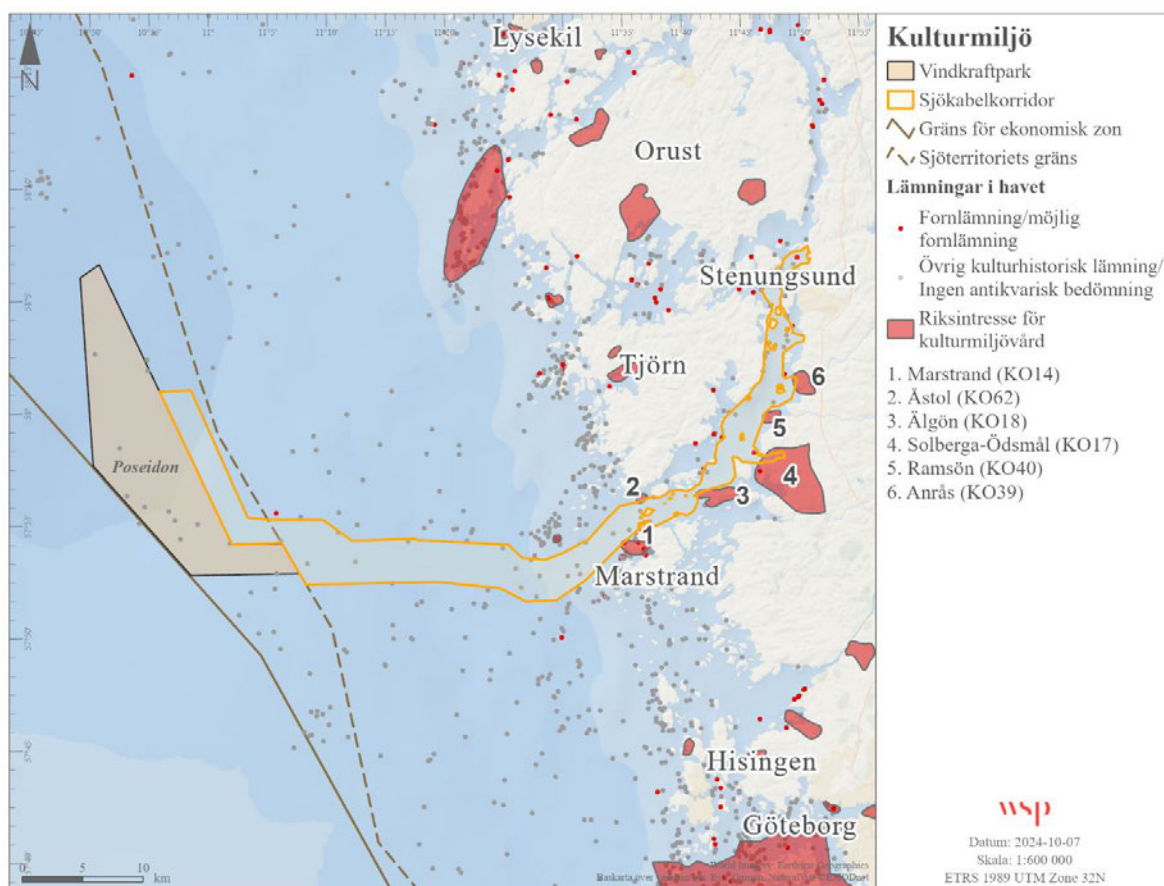 Lysekil
Orust
Stenungsund
Tjörn
Poseidon
Marstrand
Hisingen
Göteborg
1
2
3
4
5
6
N
0 5 10
km
Kulturmiljö
Vindkraftpark
Sjökabelkorridor
Gräns för ekonomisk zon
Sjöterritoriets gräns
Lämningar i havet
Fornlämning/möjlig
fornlämning
Övrig kulturhistorisk lämning/
Ingen antikvarisk bedömning
Riksintresse för
kulturmiljövård
1. Marstrand (KO14)
2. Åstol (KO62)
3. Älgön (KO18)
4. Solberga-Ödsmål (KO17)
5. Ramsön (KO40)
6. Anrås (KO39)
wsp
Datum: 2024-10-07
Skala: 1:600 000
ETRS 1989 UTM Zone 32N